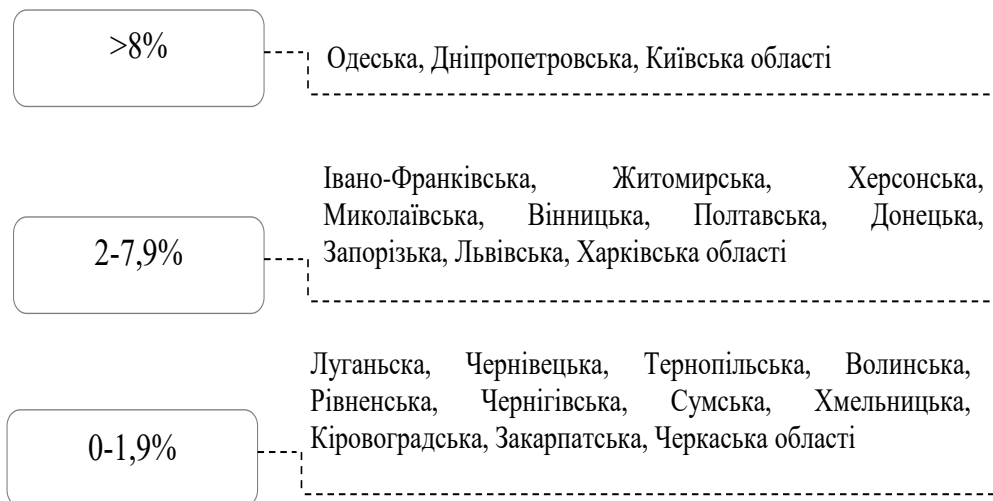 >8%
Одеська, Дніпропетровська, Київська області
Івано-Франківська, Житомирська, Херсонська,
Миколаївська, Вінницька, Полтавська, Донецька,
Запорізька, Львівська, Харківська області
2-7,9%
Луганьска, Чернівецька, Тернопільська, Волинська,
Рівненська, Чернігівська, Сумська, Хмельницька,
Кіровоградська, Закарпатська, Черкаська області
0-1,9%